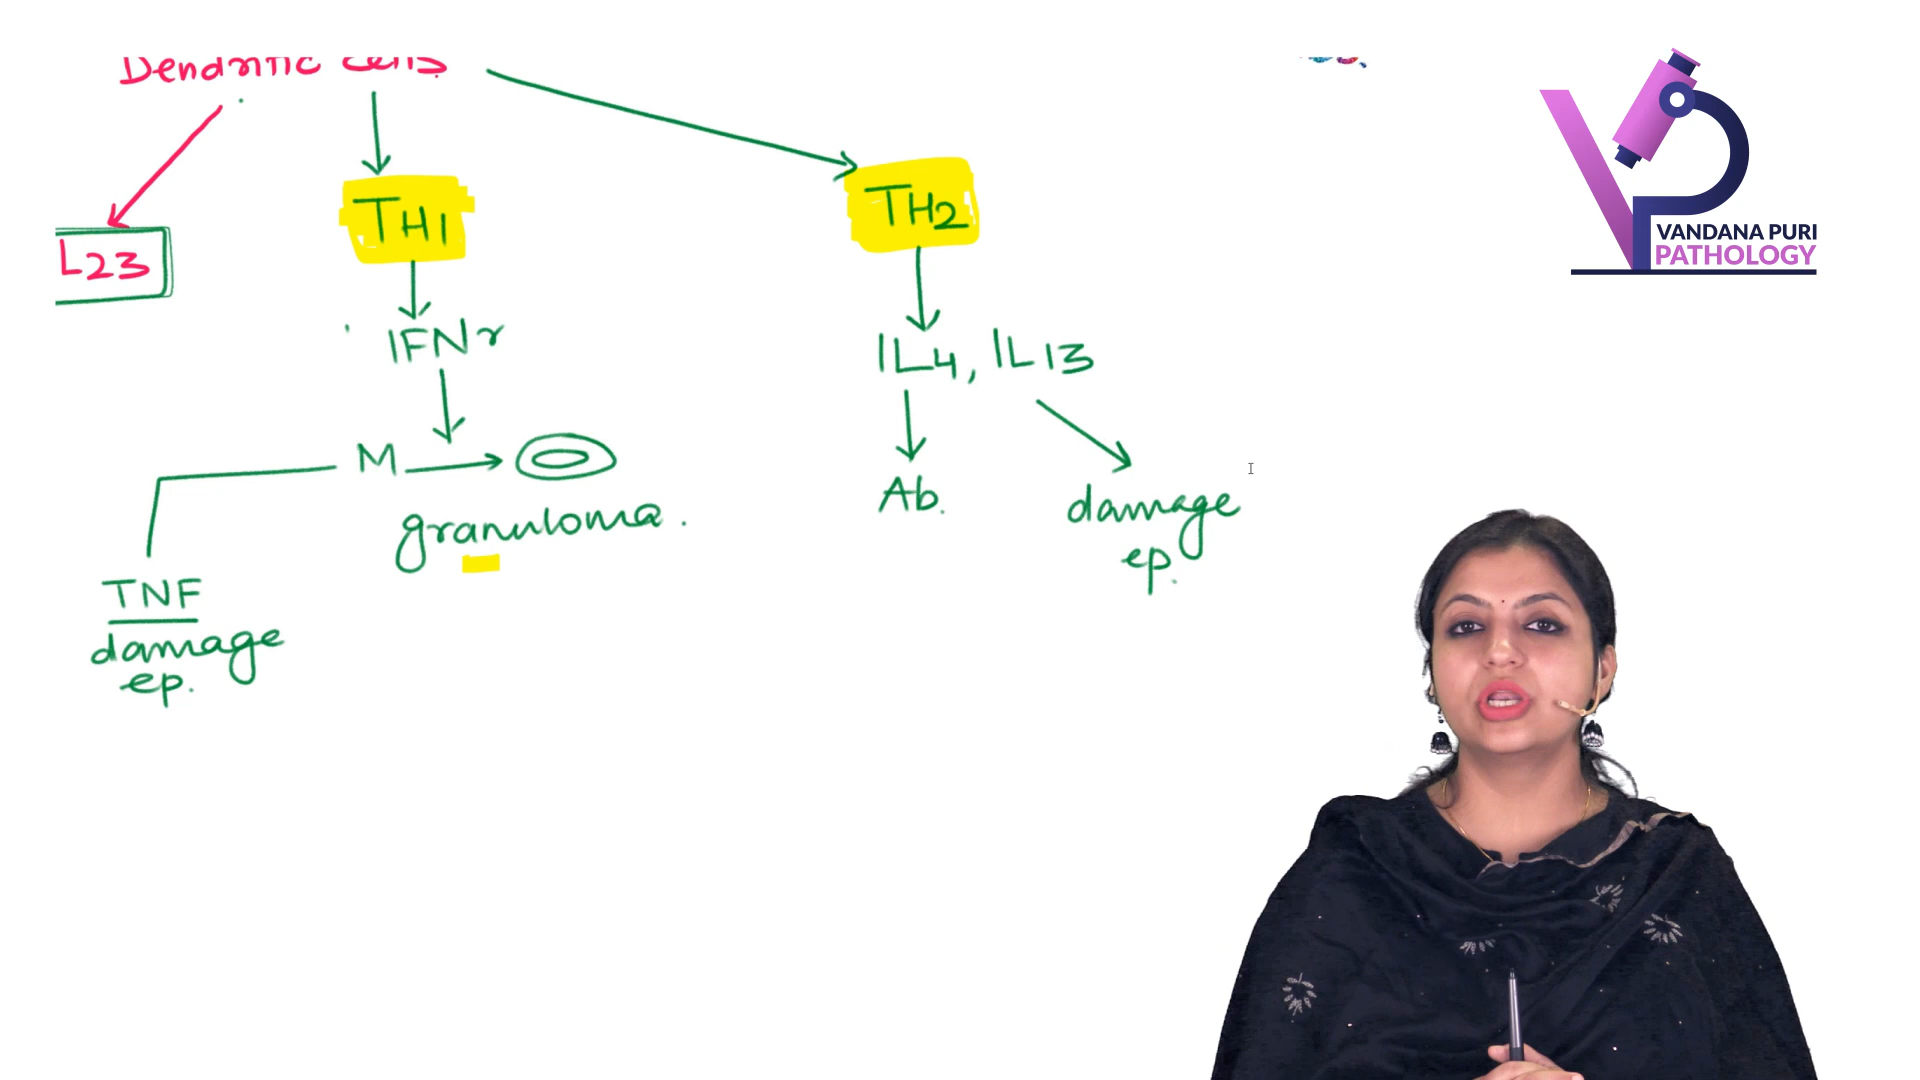 Dendritic cells
L23
TH1
TH2
IFNγ
IL4, IL13
M
granuloma.
Ab.
damage
ep.
TNF
damage
ep.
VANDANA PURI
PATHOLOGY